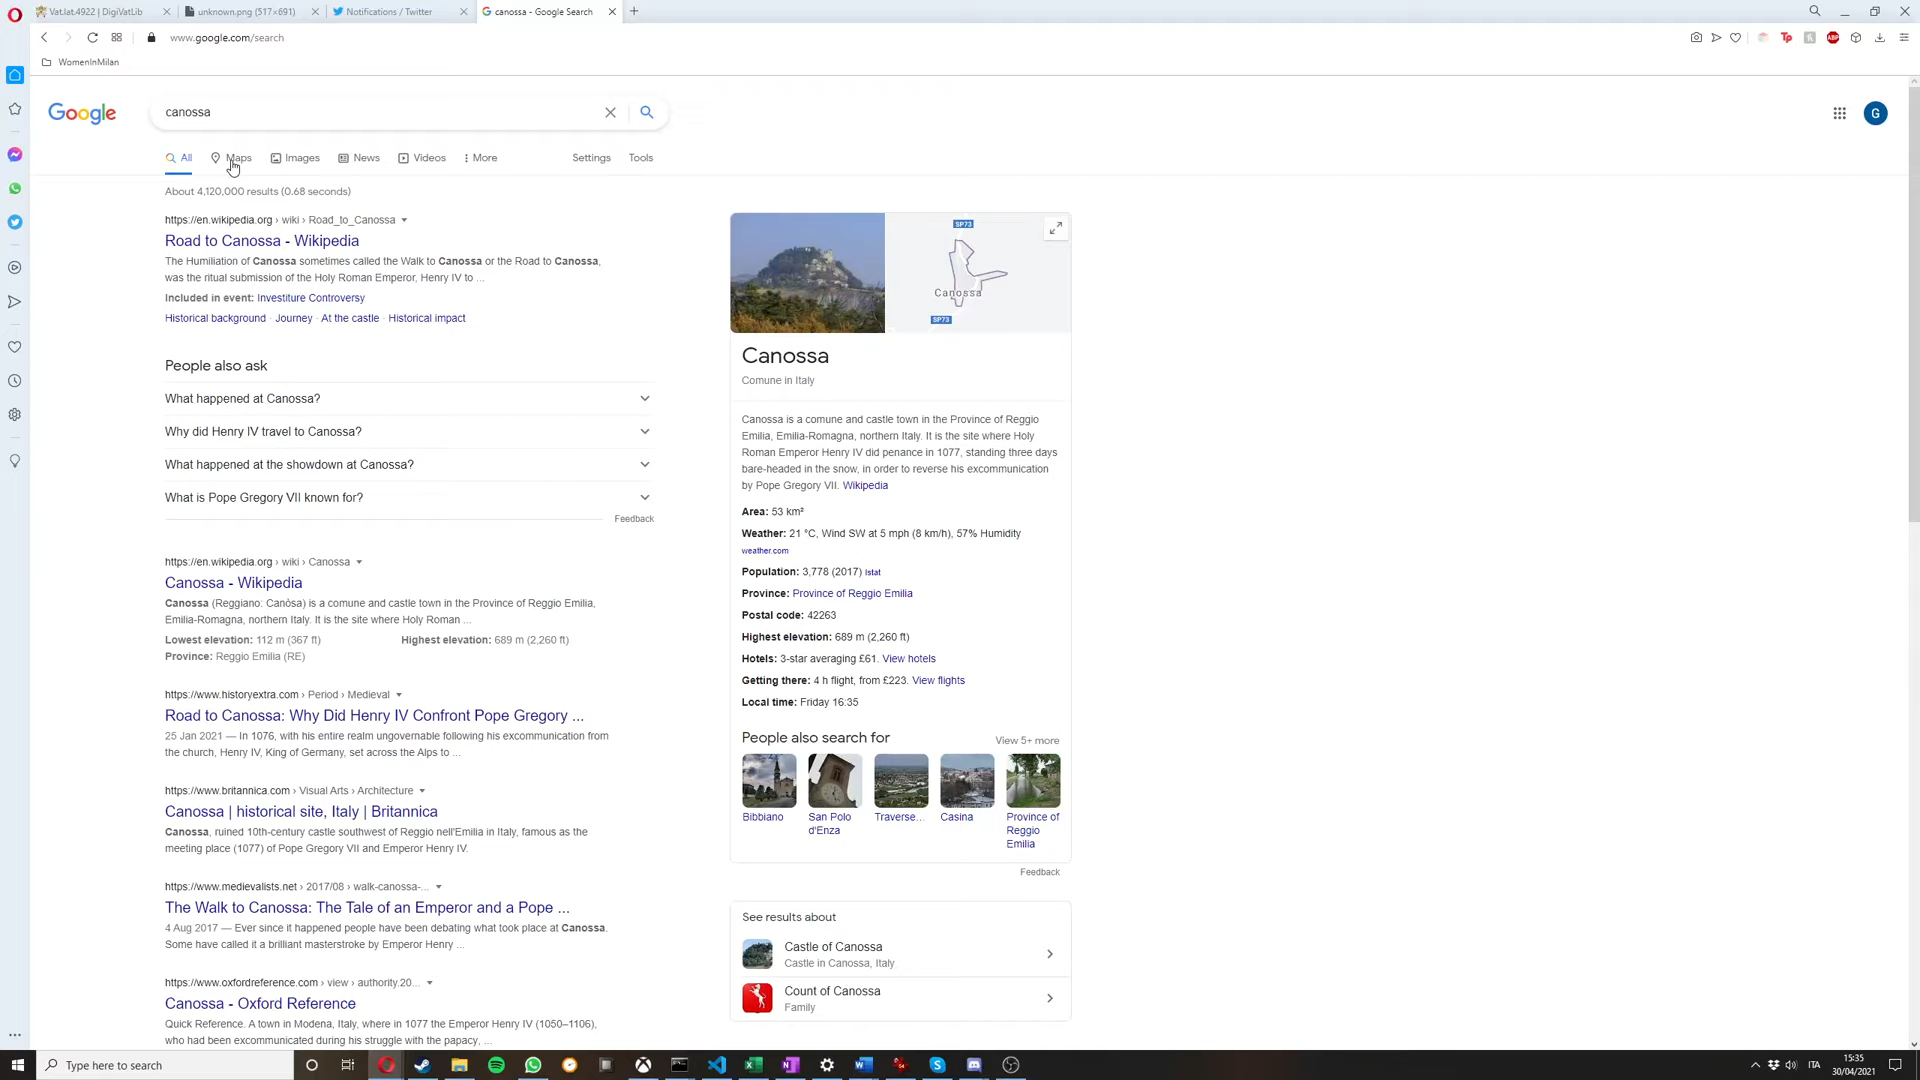 Vat.lat.4922 | DigiVatLib
unknown.png (517×691)
Notifications / Twitter
canossa - Google Search
www.google.com/search
WomenInMilan
Google
canossa
G
All
Maps
Images
News
Videos
More
Settings
Tools
About 4,120,000 results (0.68 seconds)
https://en.wikipedia.org › wiki › Road_to_Canossa
Road to Canossa - Wikipedia
The Humiliation of Canossa sometimes called the Walk to Canossa or the Road to Canossa,
was the ritual submission of the Holy Roman Emperor, Henry IV to ...
Included in event: Investiture Controversy
Historical background · Journey · At the castle · Historical impact
People also ask
What happened at Canossa?
Why did Henry IV travel to Canossa?
What happened at the showdown at Canossa?
What is Pope Gregory VII known for?
Feedback
https://en.wikipedia.org › wiki › Canossa
Canossa - Wikipedia
Canossa (Reggiano: Canòsa) is a comune and castle town in the Province of Reggio Emilia,
Emilia-Romagna, northern Italy. It is the site where Holy Roman ...
Lowest elevation: 112 m (367 ft)
Highest elevation: 689 m (2,260 ft)
Province: Reggio Emilia (RE)
https://www.historyextra.com › Period › Medieval
Road to Canossa: Why Did Henry IV Confront Pope Gregory ...
25 Jan 2021 — In 1076, with his entire realm ungovernable following his excommunication from
the church, Henry IV, King of Germany, set across the Alps to ...
https://www.britannica.com › Visual Arts › Architecture
Canossa | historical site, Italy | Britannica
Canossa, ruined 10th-century castle southwest of Reggio nell'Emilia in Italy, famous as the
meeting place (1077) of Pope Gregory VII and Emperor Henry IV.
https://www.medievalists.net › 2017/08 › walk-canossa-...
The Walk to Canossa: The Tale of an Emperor and a Pope ...
4 Aug 2017 — Ever since it happened people have been debating what took place at Canossa.
Some have called it a brilliant masterstroke by Emperor Henry ...
https://www.oxfordreference.com › view › authority.20...
Canossa - Oxford Reference
Quick Reference. A town in Modena, Italy, where in 1077 the Emperor Henry IV (1050–1106),
who had been excommunicated during his struggle with the papacy, ...
SP73
Canossa
SP73
Canossa
Comune in Italy
Canossa is a comune and castle town in the Province of Reggio
Emilia, Emilia-Romagna, northern Italy. It is the site where Holy
Roman Emperor Henry IV did penance in 1077, standing three days
bare-headed in the snow, in order to reverse his excommunication
by Pope Gregory VII. Wikipedia
Area: 53 km²
Weather: 21 °C, Wind SW at 5 mph (8 km/h), 57% Humidity
weather.com
Population: 3,778 (2017) Istat
Province: Province of Reggio Emilia
Postal code: 42263
Highest elevation: 689 m (2,260 ft)
Hotels: 3-star averaging £61. View hotels
Getting there: 4 h flight, from £223. View flights
Local time: Friday 16:35
People also search for
View 5+ more
Bibbiano
San Polo
d'Enza
Traverse...
Casina
Province of
Reggio
Emilia
Feedback
See results about
Castle of Canossa
Castle in Canossa, Italy
Count of Canossa
Family
Type here to search
ITA
15:35
30/04/2021